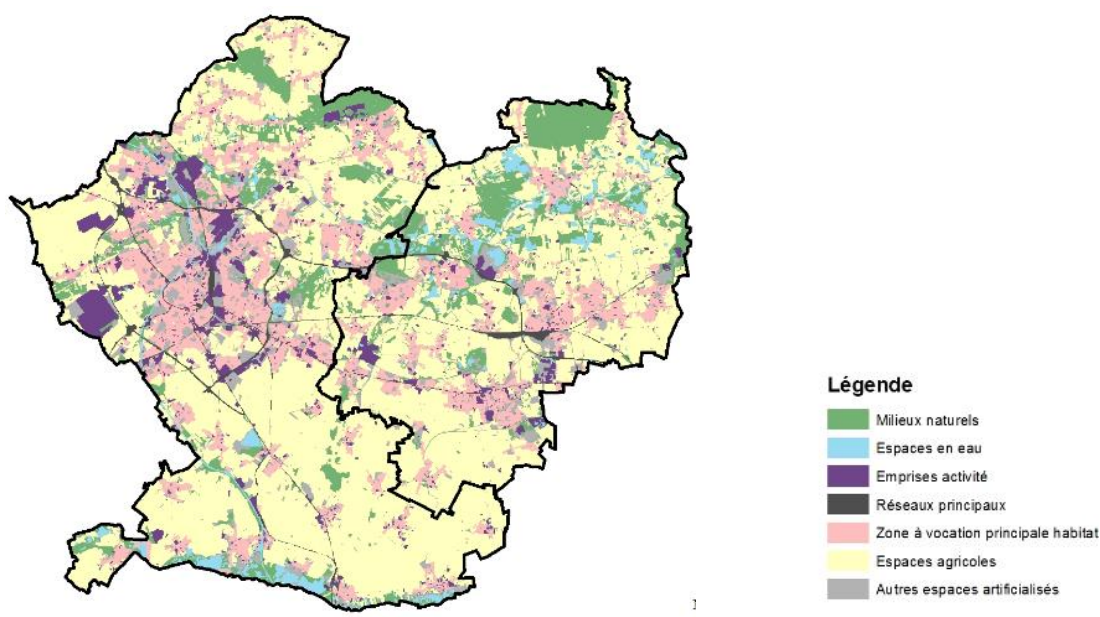 Légende
Milieux naturels
Espaces en eau
Emprises activité
Réseaux principaux
Zone à vocation principale habitat
Espaces agricoles
Autres espaces artificialisés